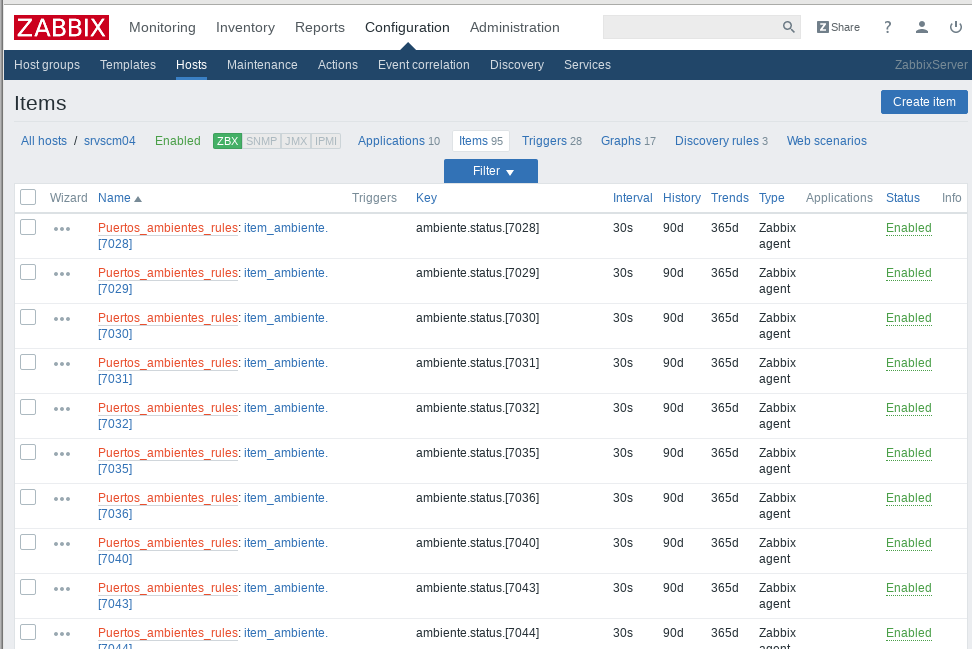 ZABBIX Monitoring Inventory Reports Configuration Administration Z Share ?
Host groups Templates Hosts Maintenance Actions Event correlation Discovery Services ZabbixServer
Items Create item
All hosts / srvscm04 Enabled ZBX SNMP JMX IPMI Applications 10 Items 95 Triggers 28 Graphs 17 Discovery rules 3 Web scenarios
Filter
Wizard Name Triggers Key Interval History Trends Type Applications Status Info
Puertos_ambientes_rules: item_ambiente. ambiente.status.[7028] 30s 90d 365d Zabbix Enabled
[7028] agent
Puertos_ambientes_rules: item_ambiente. ambiente.status.[7029] 30s 90d 365d Zabbix Enabled
[7029] agent
Puertos_ambientes_rules: item_ambiente. ambiente.status.[7030] 30s 90d 365d Zabbix Enabled
[7030] agent
Puertos_ambientes_rules: item_ambiente. ambiente.status.[7031] 30s 90d 365d Zabbix Enabled
[7031] agent
Puertos_ambientes_rules: item_ambiente. ambiente.status.[7032] 30s 90d 365d Zabbix Enabled
[7032] agent
Puertos_ambientes_rules: item_ambiente. ambiente.status.[7035] 30s 90d 365d Zabbix Enabled
[7035] agent
Puertos_ambientes_rules: item_ambiente. ambiente.status.[7036] 30s 90d 365d Zabbix Enabled
[7036] agent
Puertos_ambientes_rules: item_ambiente. ambiente.status.[7040] 30s 90d 365d Zabbix Enabled
[7040] agent
Puertos_ambientes_rules: item_ambiente. ambiente.status.[7043] 30s 90d 365d Zabbix Enabled
[7043] agent
Puertos_ambientes_rules: item_ambiente. ambiente.status.[7044] 30s 90d 365d Zabbix Enabled
[7044] agent